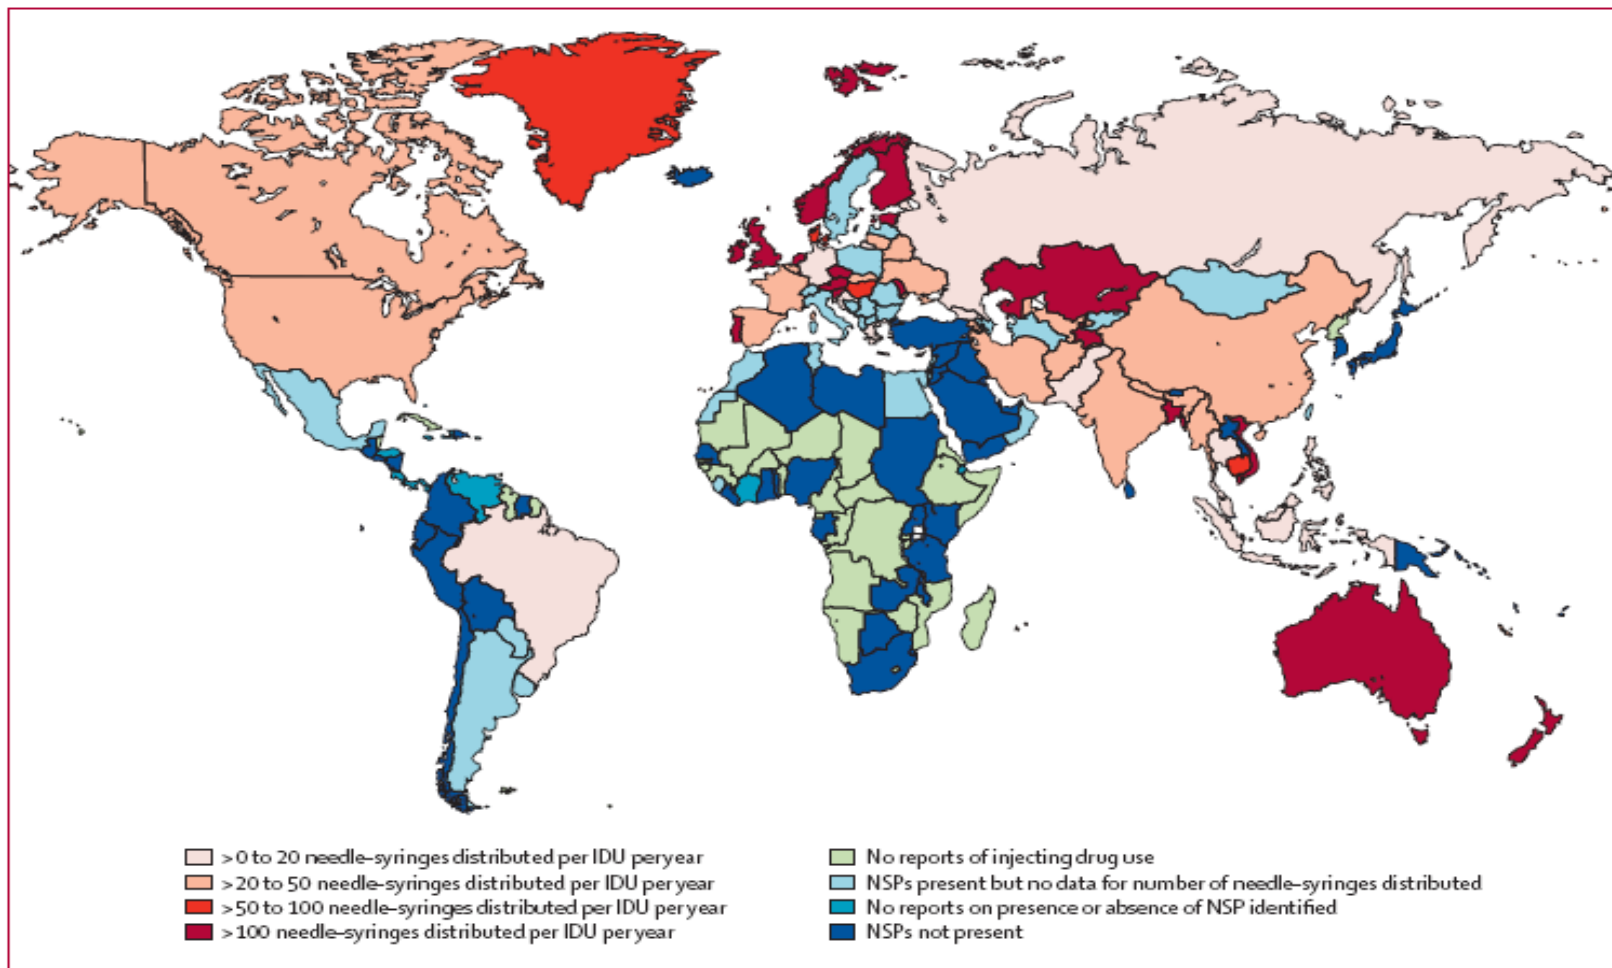 >0 to 20 needle-syringes distributed per IDU per year
>20 to 50 needle-syringes distributed per IDU per year
>50 to 100 needle-syringes distributed per IDU per year
>100 needle-syringes distributed per IDU per year
No reports of injecting drug use
NSPs present but no data for number of needle-syringes distributed
No reports on presence or absence of NSP identified
NSPs not present